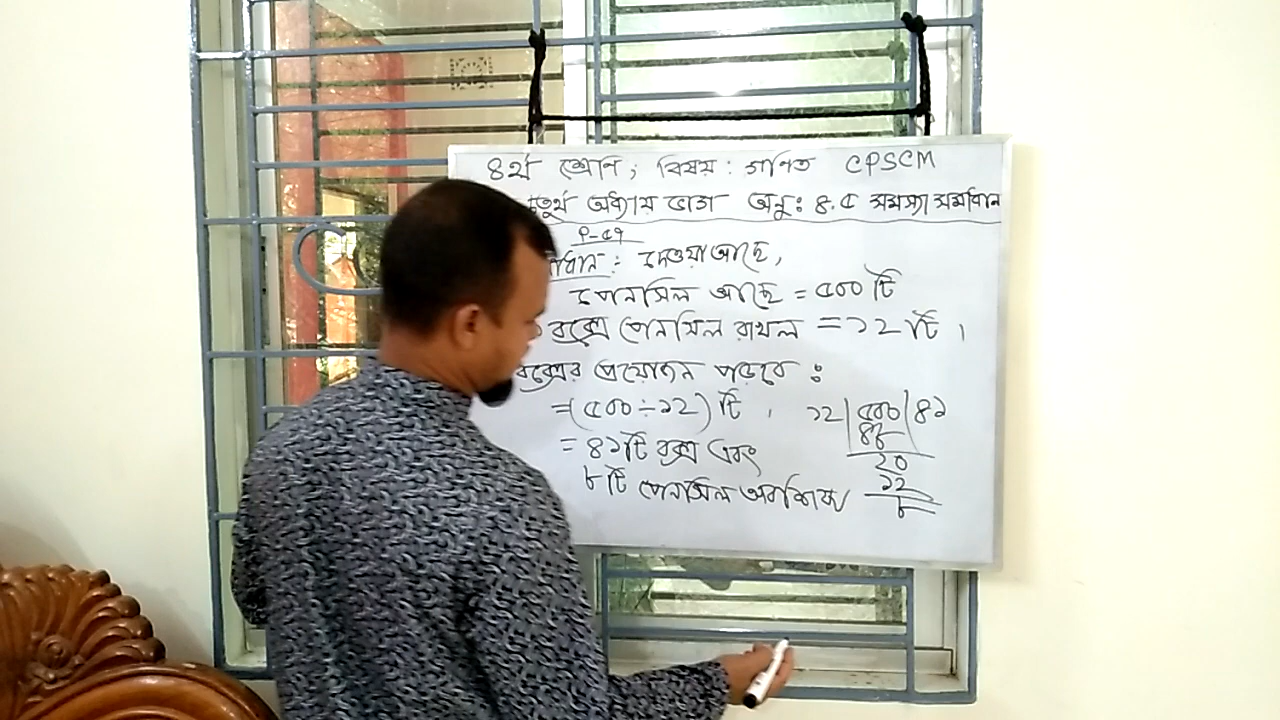 ৪র্থ শ্রেণি; বিষয়: গণিত CPSCM
চতুর্থ অধ্যায় ভাগ অনু: ৪.৫ সমস্যা সমাধান
P-৫৭
ধান: দেওয়া আছে,
পেনসিল আছে = ৫০০ টি
বক্সে পেনসিল রাখল = ১২ টি।
বক্সের প্রয়োজন পড়বে:
=(৫০০÷১২) টি।
= ৪১টি বক্স এবং
৮টি পেনসিল অবশিষ্ট
১২|৫০০|৪১
৪৮
২০
১২
৮